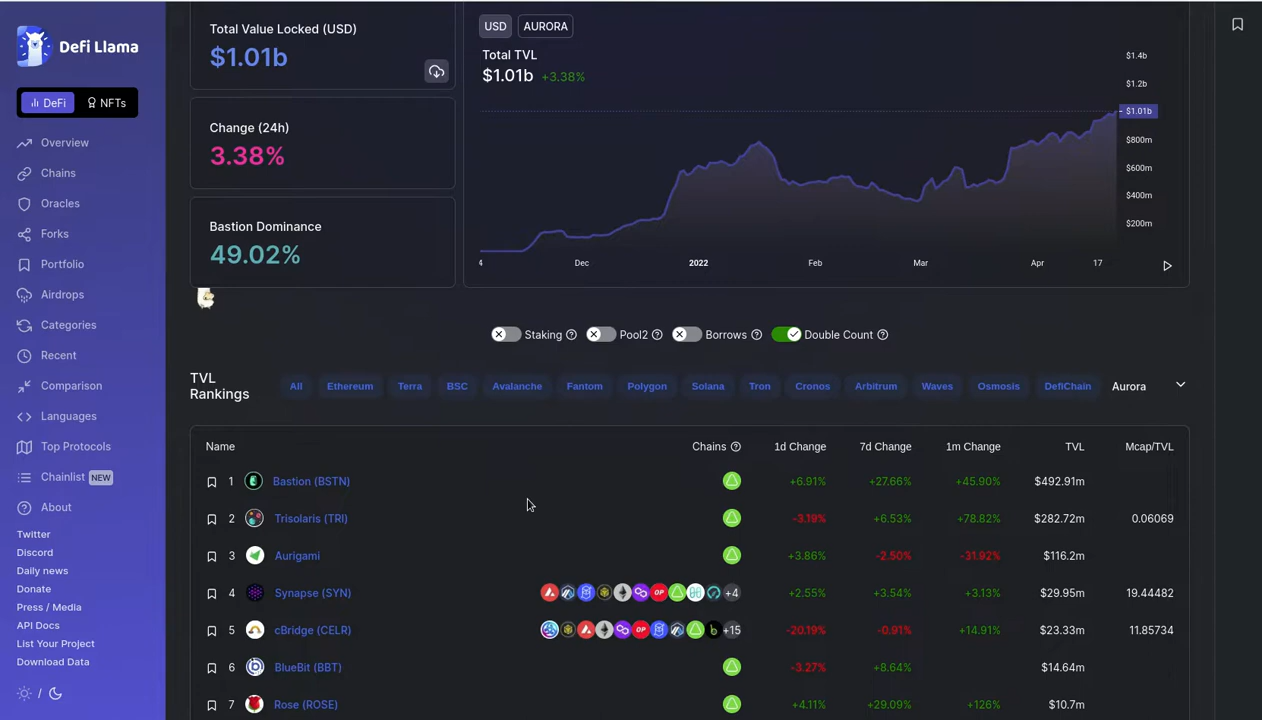 Defi Llama
DeFi
NFTs
Overview
Chains
Oracles
Forks
Portfolio
Airdrops
Categories
Recent
Comparison
Languages
Top Protocols
Chainlist NEW
About
Twitter
Discord
Daily news
Donate
Press / Media
API Docs
List Your Project
Download Data
/
Total Value Locked (USD)
$1.01b
Change (24h)
3.38%
Bastion Dominance
49.02%
USD AURORA
Total TVL
$1.01b +3.38%
$1.4b
$1.2b
$1.01b
$800m
$600m
$400m
$200m
4 Dec 2022 Feb Mar Apr 17
Staking Pool2 Borrows Double Count
TVL
Rankings
All Ethereum Terra BSC Avalanche Fantom Polygon Solana Tron Cronos Arbitrum Waves Osmosis DefiChain Aurora
Name Chains 1d Change 7d Change 1m Change TVL Mcap/TVL
1 Bastion (BSTN) +6.91% +27.66% +45.90% $492.91m
2 Trisolaris (TRI) -3.19% +6.53% +78.82% $282.72m 0.06069
3 Aurigami +3.86% -2.50% -31.92% $116.2m
4 Synapse (SYN) OP +4 +2.55% +3.54% +3.13% $29.95m 19.44482
5 cBridge (CELR) OP b +15 -20.19% -0.91% +14.91% $23.33m 11.85734
6 BlueBit (BBT) -3.27% +8.64% $14.64m
7 Rose (ROSE) +4.11% +29.09% +126% $10.7m